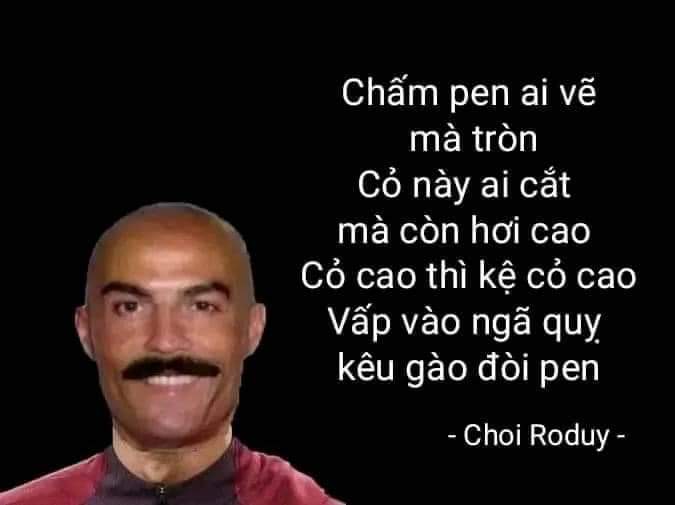 Chấm pen ai vẽ
mà tròn
Cỏ này ai cắt
mà còn hơi cao
Cỏ cao thì kệ cỏ cao
Vấp vào ngã quỵ
kêu gào đòi pen
- Choi Roduy -